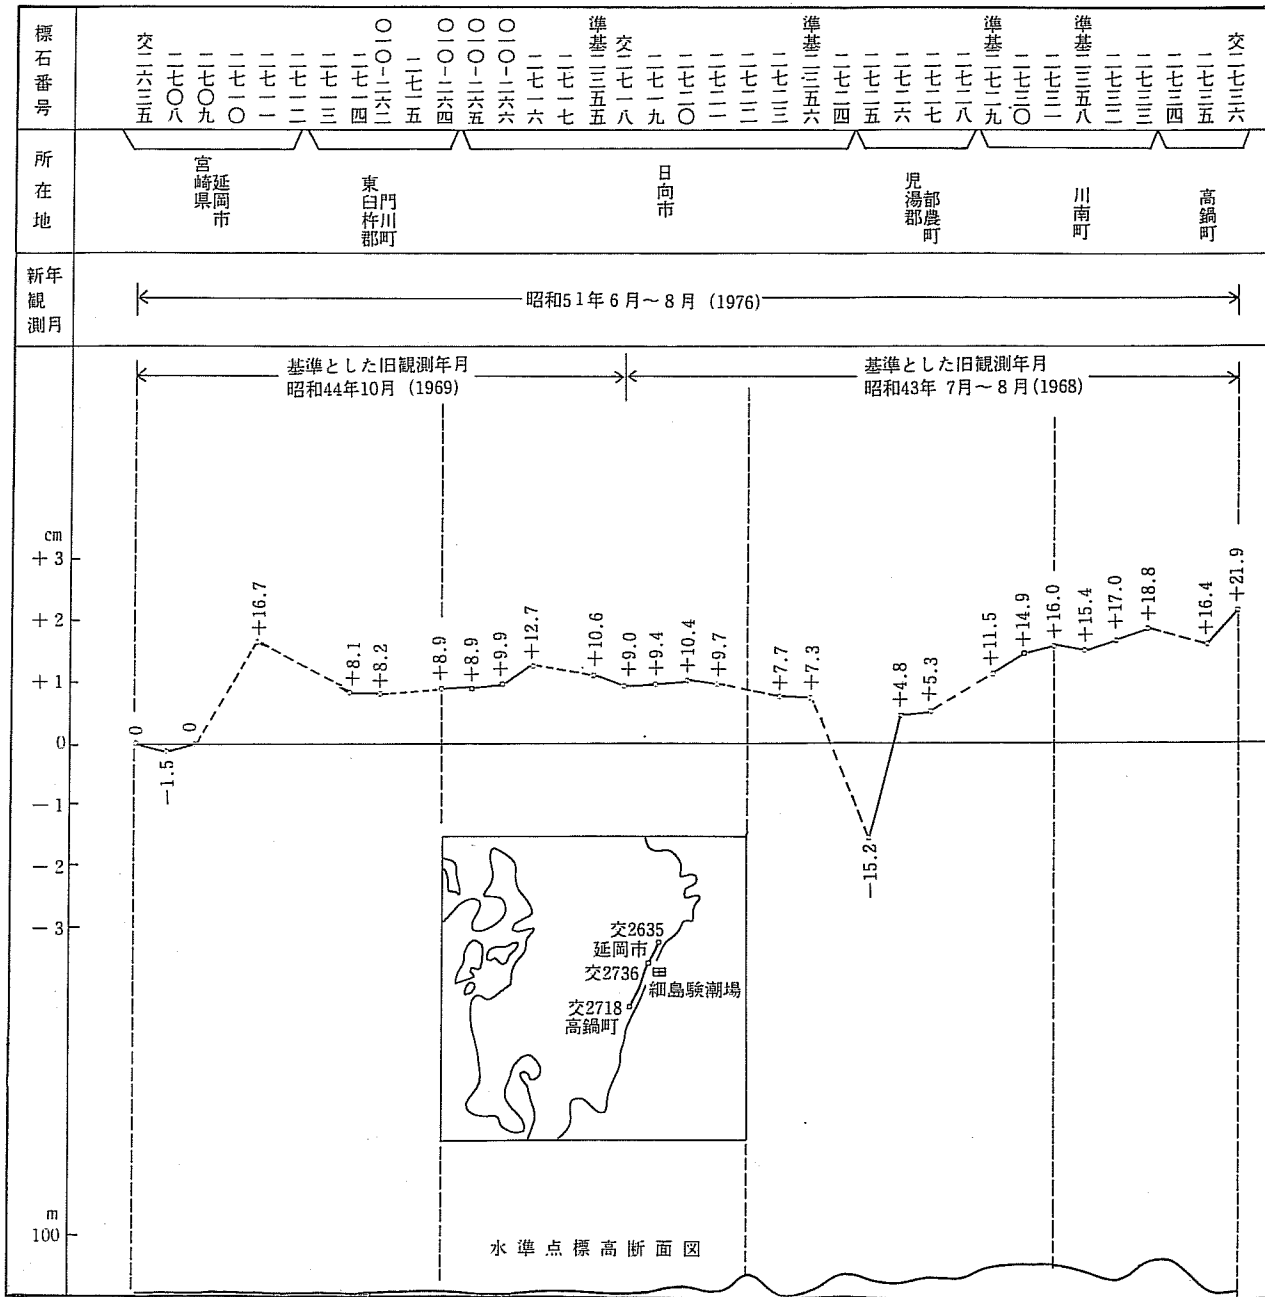 標石番号
交二六三五
二七〇八
二七〇九
二七一〇
二七一一
二七一二
二七一三
二七一四
〇一〇-二六二
二七一五
〇一〇-二六四
〇一〇-二六五
〇一〇-二六六
二七一六
二七一七
準基二三五五
交二七一八
二七一九
二七二〇
二七二一
二七二二
二七二三
準基二三五六
二七二四
二七二五
二七二六
二七二七
二七二八
準基二七二九
二七三〇
二七三一
準基二三五八
二七三二
二七三三
二七三四
二七三五
交二七三六
所在地
宮崎県
延岡市
東臼杵郡
門川町
日向市
児湯郡
都農町
川南町
高鍋町
新観測年月
昭和51年6月～8月 (1976)
基準とした旧観測年月
昭和44年10月 (1969)
基準とした旧観測年月
昭和43年 7月～8月(1968)
cm
+3
+2
+1
0
-1
-2
-3
0
-1.5
0
+16.7
+8.1
+8.2
+8.9
+8.9
+9.9
+12.7
+10.6
+9.0
+9.4
+10.4
+9.7
+7.7
+7.3
-15.2
+4.8
+5.3
+11.5
+14.9
+16.0
+15.4
+17.0
+18.8
+16.4
+21.9
交2635
延岡市
交2736
細島験潮場
交2718
高鍋町
m
100
水準点標高断面図